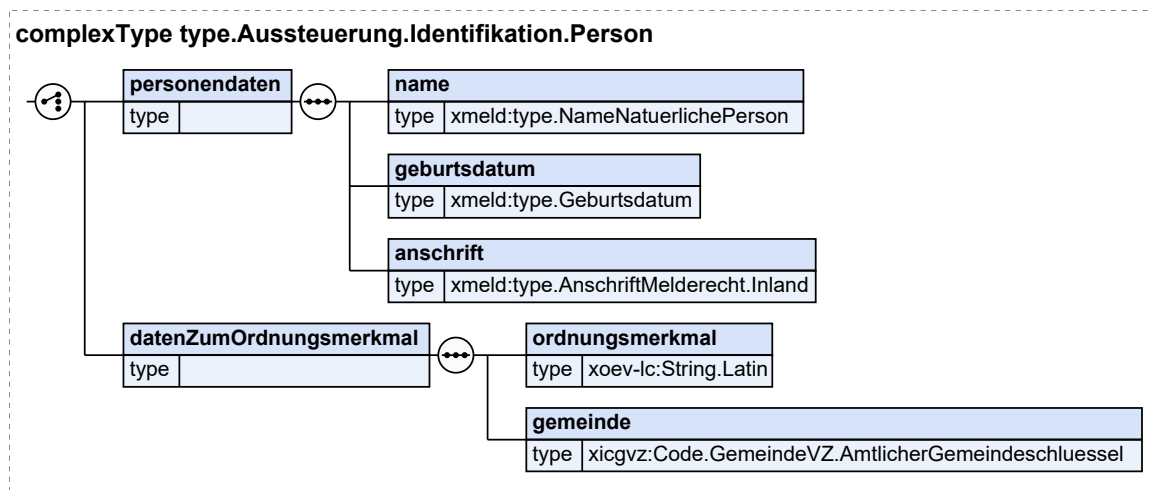 complexType type.Aussteuerung.Identifikation.Person
personendaten
type
name
type xmeld:type.NameNatuerlichePerson
geburtsdatum
type xmeld:type.Geburtsdatum
anschrift
type xmeld:type.AnschriftMelderecht.Inland
datenZumOrdnungsmerkmal
type
ordnungsmerkmal
type xoev-lc:String.Latin
gemeinde
type xicgvz:Code.GemeindeVZ.AmtlicherGemeindeschluessel